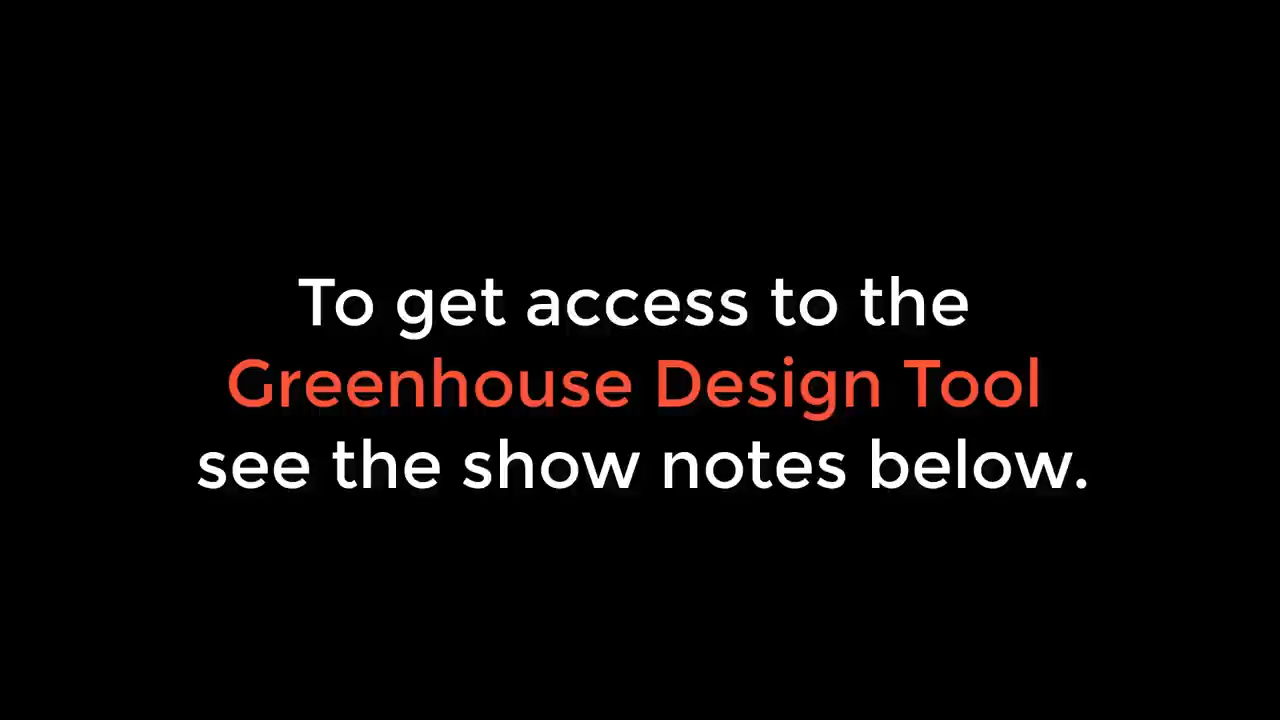 To get access to the
Greenhouse Design Tool
see the show notes below.